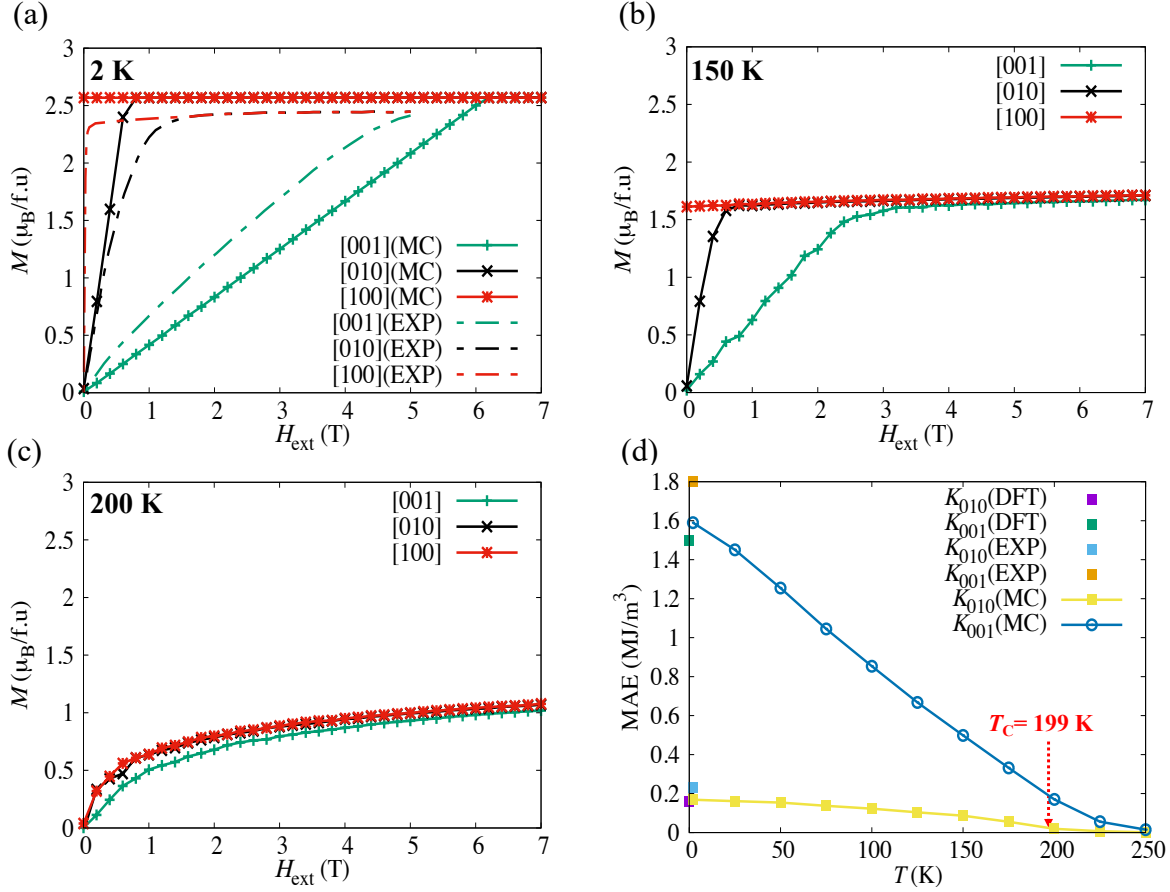 (a)
2 K
M (μB/f.u)
3
2.5
2
1.5
1
0.5
0
0 1 2 3 4 5 6 7
Hext (T)
[001](MC)
[010](MC)
[100](MC)
[001](EXP)
[010](EXP)
[100](EXP)
(b)
150 K
M (μB/f.u)
3
2.5
2
1.5
1
0.5
0
0 1 2 3 4 5 6 7
Hext (T)
[001]
[010]
[100]
(c)
200 K
M (μB/f.u)
3
2.5
2
1.5
1
0.5
0
0 1 2 3 4 5 6 7
Hext (T)
[001]
[010]
[100]
(d)
MAE (MJ/m³)
1.8
1.6
1.4
1.2
1
0.8
0.6
0.4
0.2
0
0 50 100 150 200 250
T (K)
K010(DFT)
K001(DFT)
K010(EXP)
K001(EXP)
K010(MC)
K001(MC)
TC= 199 K